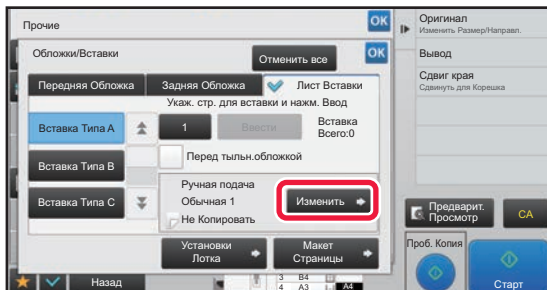 Прочие
OK
Обложки/Вставки
Отменить все
OK
Передняя Обложка
Задняя Обложка
Лист Вставки
Укаж. стр. для вставки и нажм. Ввод
Вставка Типа A
1
Ввести
Вставка
Всего:0
Вставка Типа B
Перед тыльн.обложкой
Вставка Типа C
Ручная подача
Обычная 1
Не Копировать
Изменить
Установки
Лотка
Макет
Страницы
Назад
3 B4
4 A3
A4
Оригинал
Изменить Размер/Направл.
Вывод
Сдвиг края
Сдвинуть для Корешка
Предварит.
Просмотр
CA
Проб. Копия
Старт